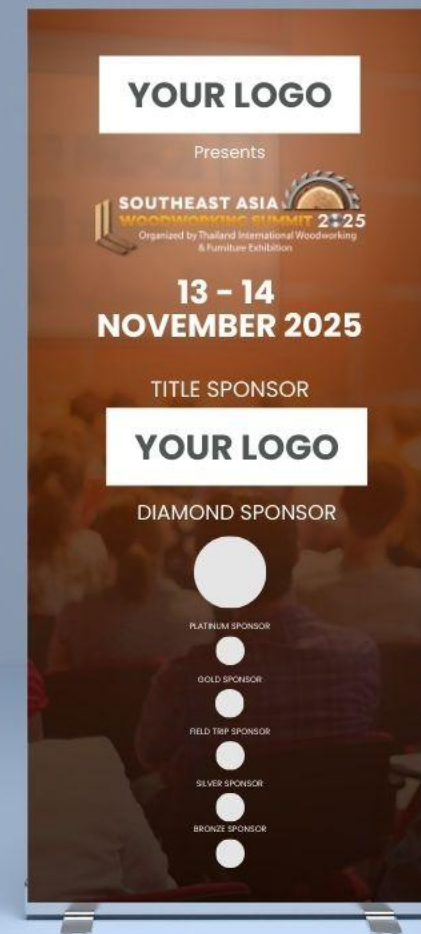 YOUR LOGO
Presents
SOUTHEAST ASIA
WOODWORKING SUMMIT 2025
Organized by Thailand International Woodworking
& Furniture Exhibition
13 - 14
NOVEMBER 2025
TITLE SPONSOR
YOUR LOGO
DIAMOND SPONSOR
PLATINUM SPONSOR
GOLD SPONSOR
FIELD TRIP SPONSOR
SILVER SPONSOR
BRONZE SPONSOR